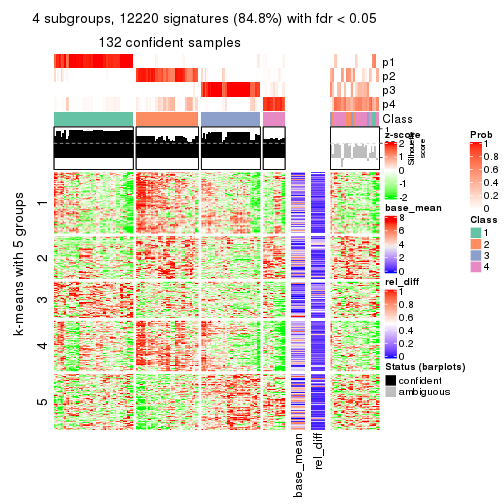 4 subgroups, 12220 signatures (84.8%) with fdr < 0.05
132 confident samples
p1
p2
p3
p4
Class
1
z-score
2
1
0
-1
-2
Silhouette
score
Prob
1
0.8
0.6
0.4
0.2
0
Class
1
2
3
4
base_mean
8
6
4
2
0
rel_diff
1
0.8
0.6
0.4
0.2
0
Status (barplots)
confident
ambiguous
k-means with 5 groups
1
2
3
4
5
base_mean
rel_diff